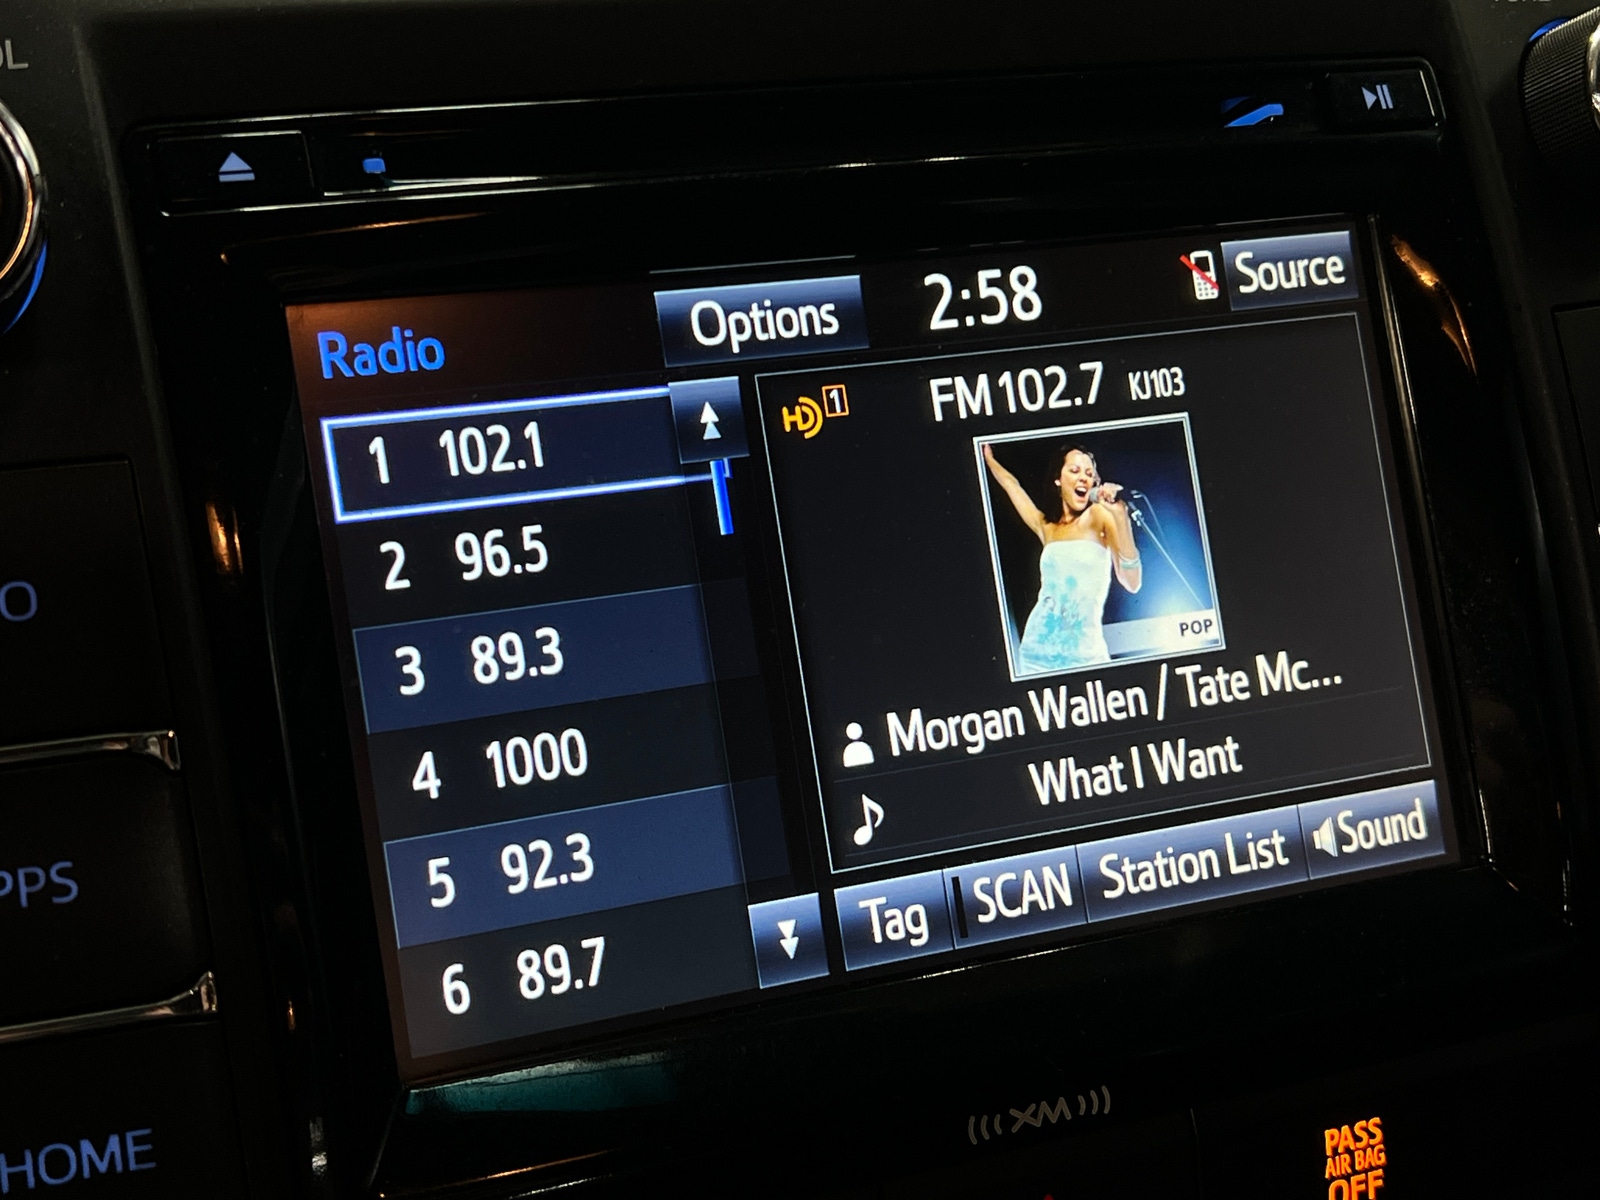 Radio
Options
2:58
Source
1 102.1
2 96.5
3 89.3
4 1000
5 92.3
6 89.7
HD 1
FM 102.7 KJ103
POP
Morgan Wallen / Tate Mc...
What I Want
Tag
SCAN
Station List
Sound
HOME
((( XM )))
PASS
AIR BAG
OFF